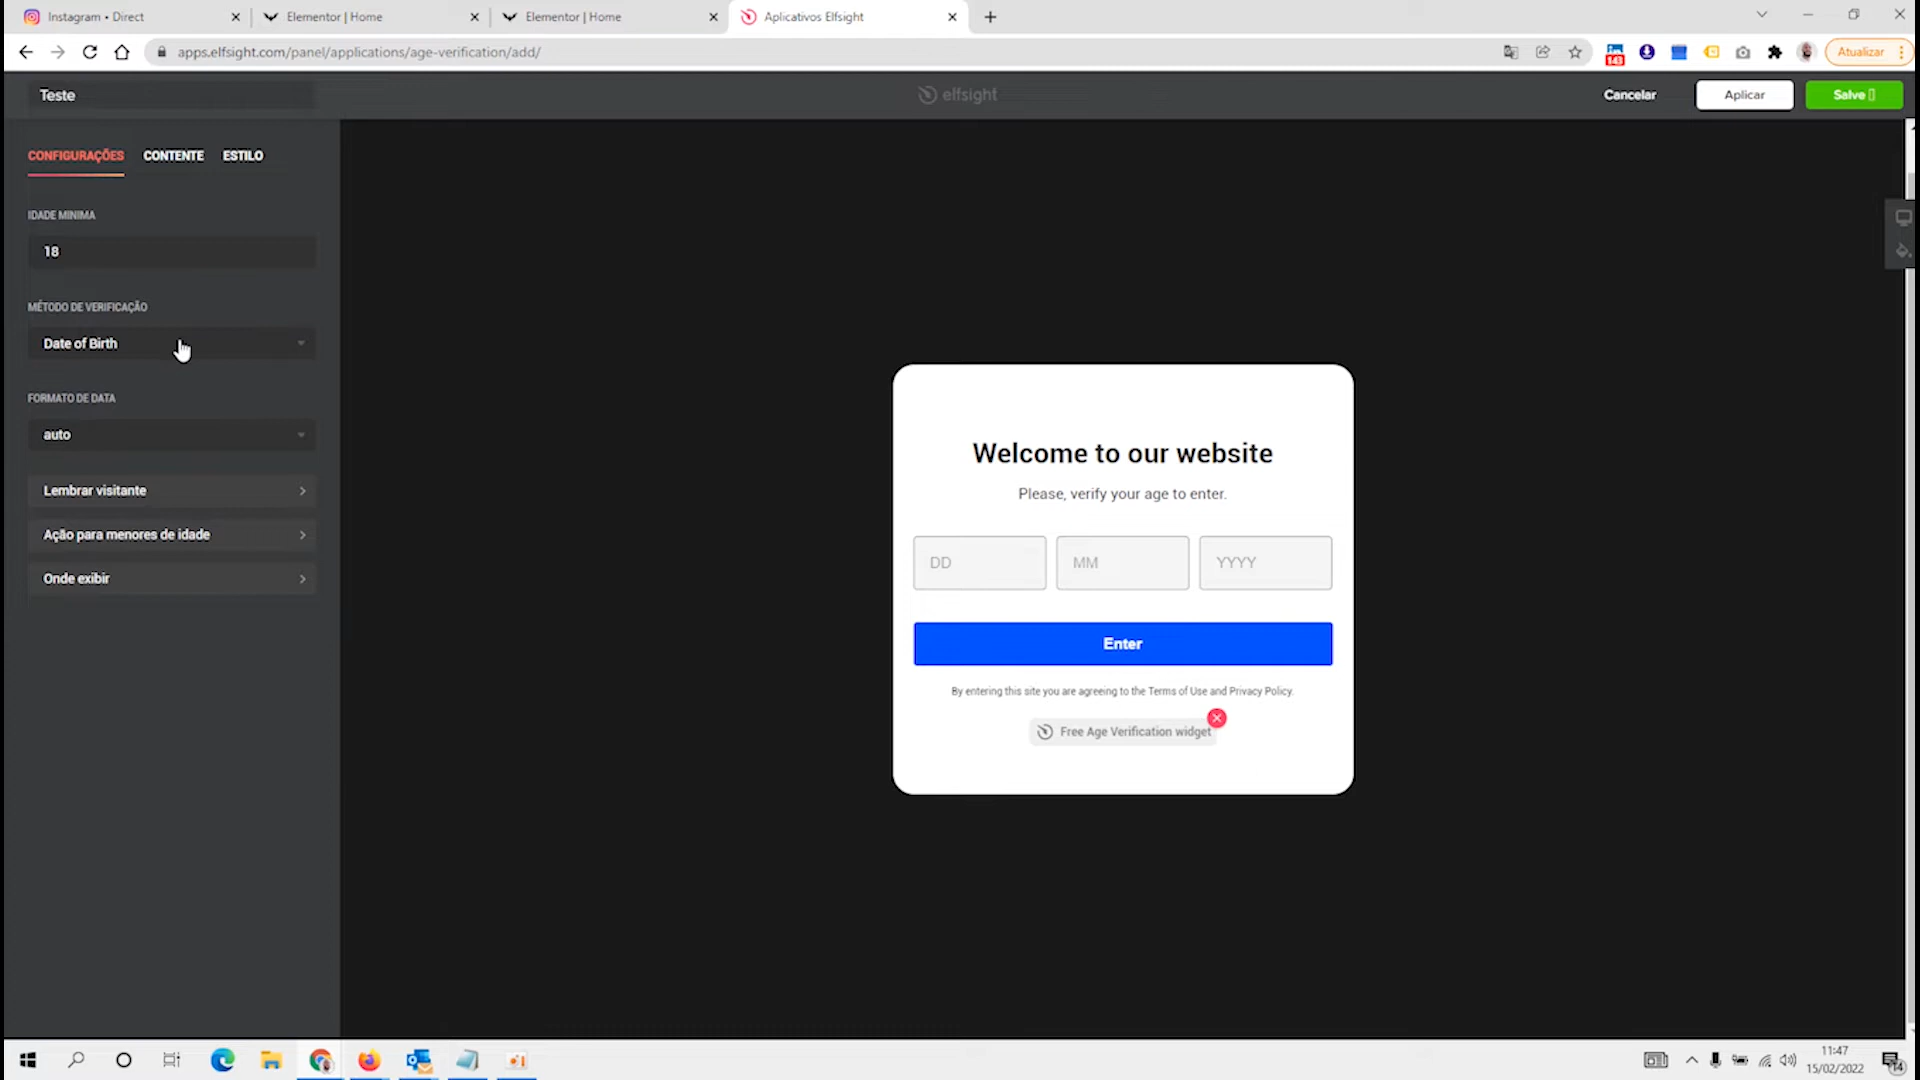 Instagram • Direct
Elementor | Home
Elementor | Home
Aplicativos Elfsight
apps.elfsight.com/panel/applications/age-verification/add/
143
Atualizar
Teste
elfsight
Cancelar
Aplicar
Salve
CONFIGURAÇÕES
CONTENTE
ESTILO
IDADE MINIMA
18
MÉTODO DE VERIFICAÇÃO
Date of Birth
FORMATO DE DATA
auto
Lembrar visitante
Ação para menores de idade
Onde exibir
Welcome to our website
Please, verify your age to enter.
DD
MM
YYYY
Enter
By entering this site you are agreeing to the Terms of Use and Privacy Policy.
Free Age Verification widget
11:47
15/02/2022
14